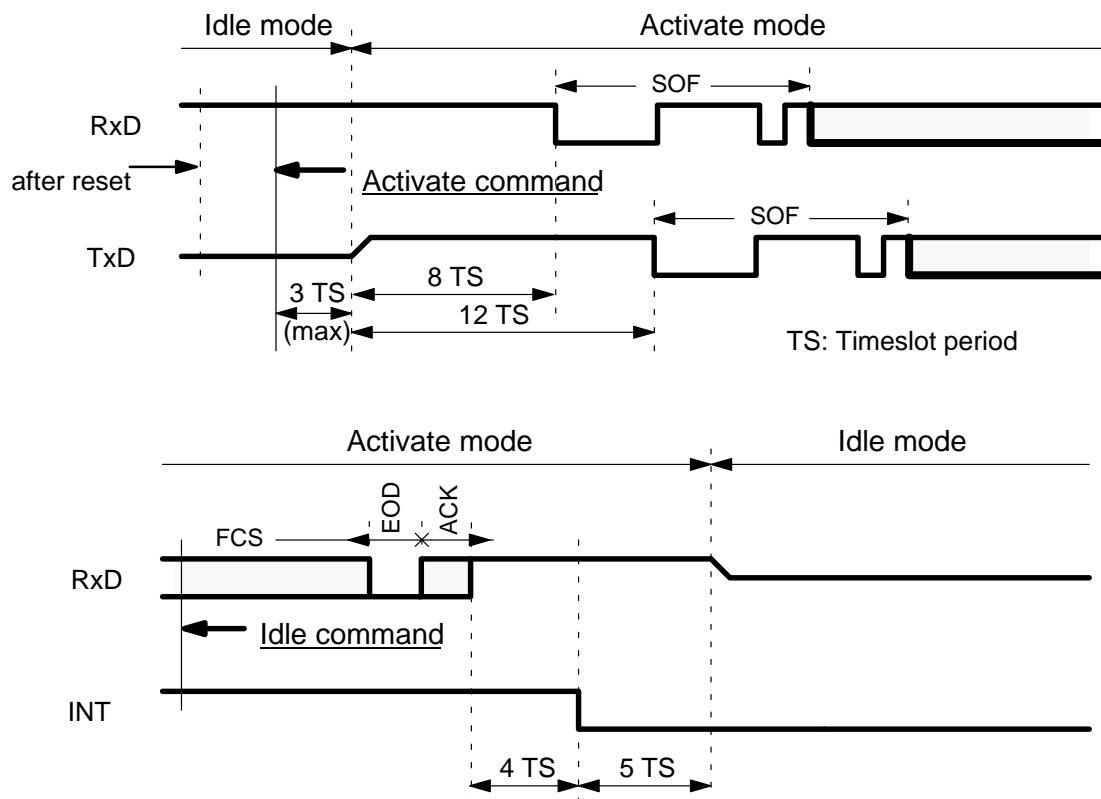 Idle mode
Activate mode
SOF
RxD
after reset
Activate command
SOF
TxD
3 TS
(max)
8 TS
12 TS
TS: Timeslot period
Activate mode
Idle mode
FCS
EOD
ACK
RxD
Idle command
INT
4 TS
5 TS